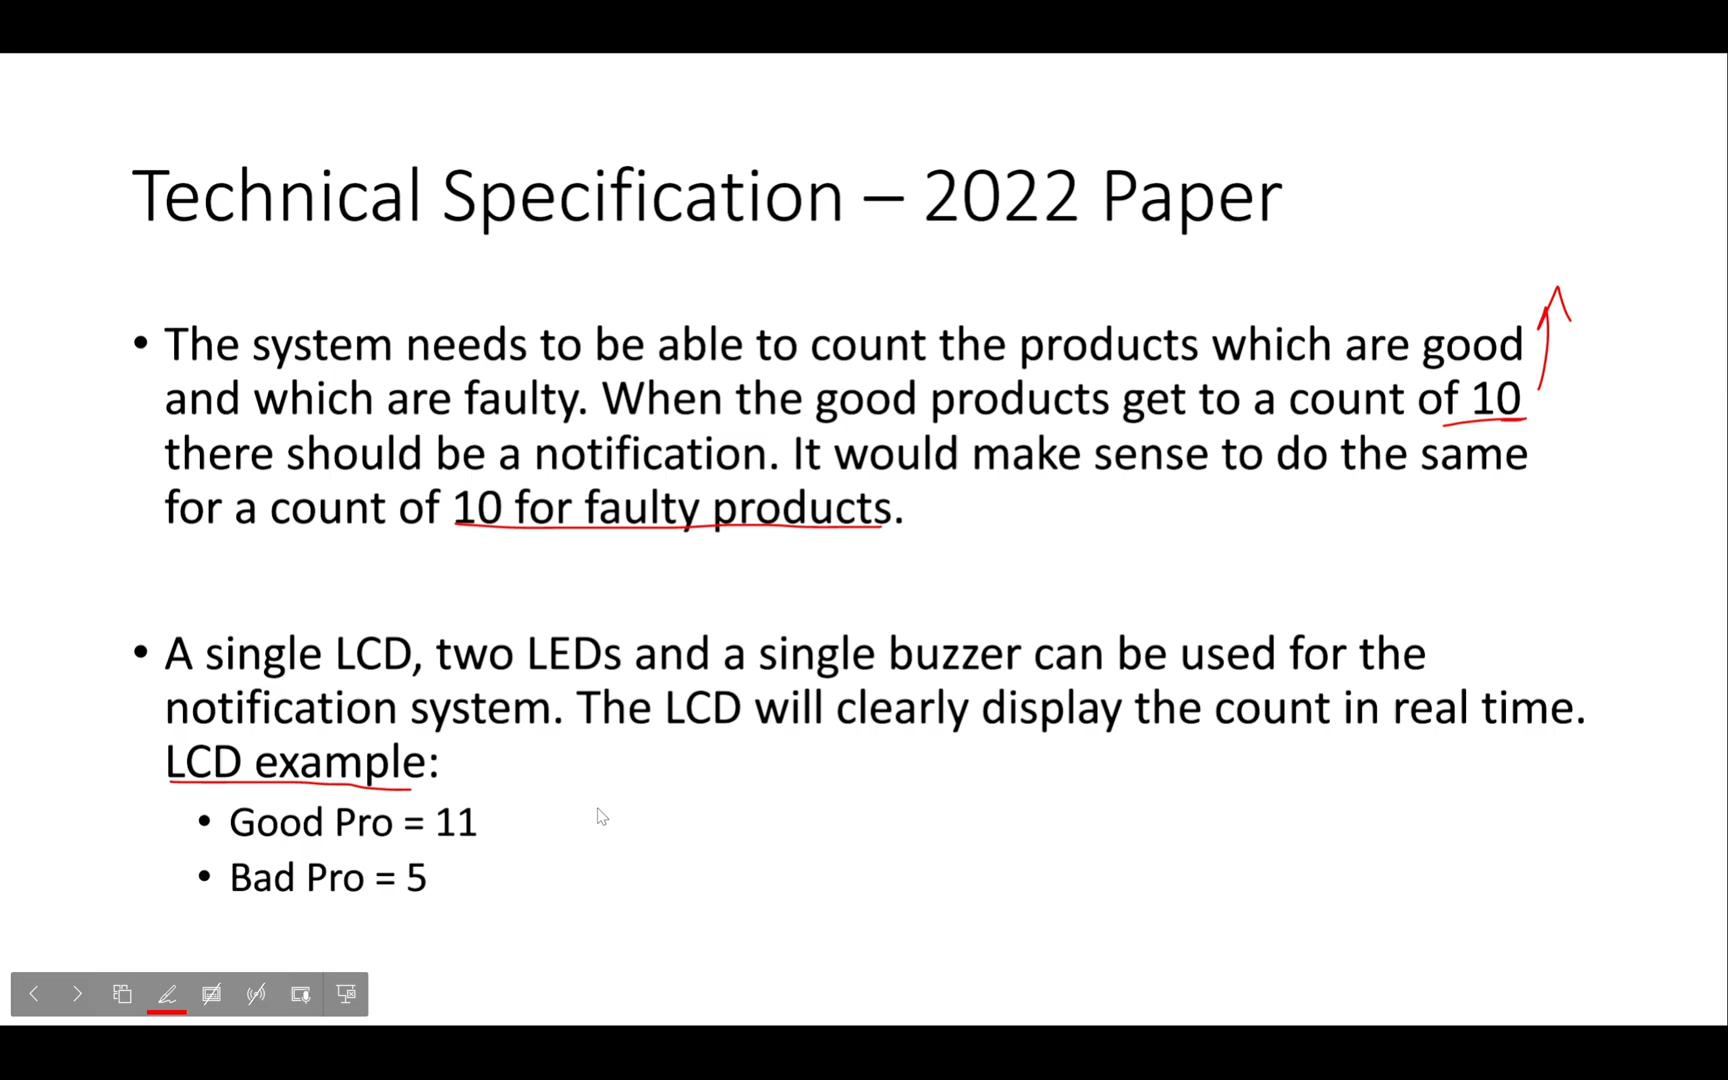 Technical Specification – 2022 Paper
• The system needs to be able to count the products which are good
and which are faulty. When the good products get to a count of 10
there should be a notification. It would make sense to do the same
for a count of 10 for faulty products.
• A single LCD, two LEDs and a single buzzer can be used for the
notification system. The LCD will clearly display the count in real time.
LCD example:
• Good Pro = 11
• Bad Pro = 5